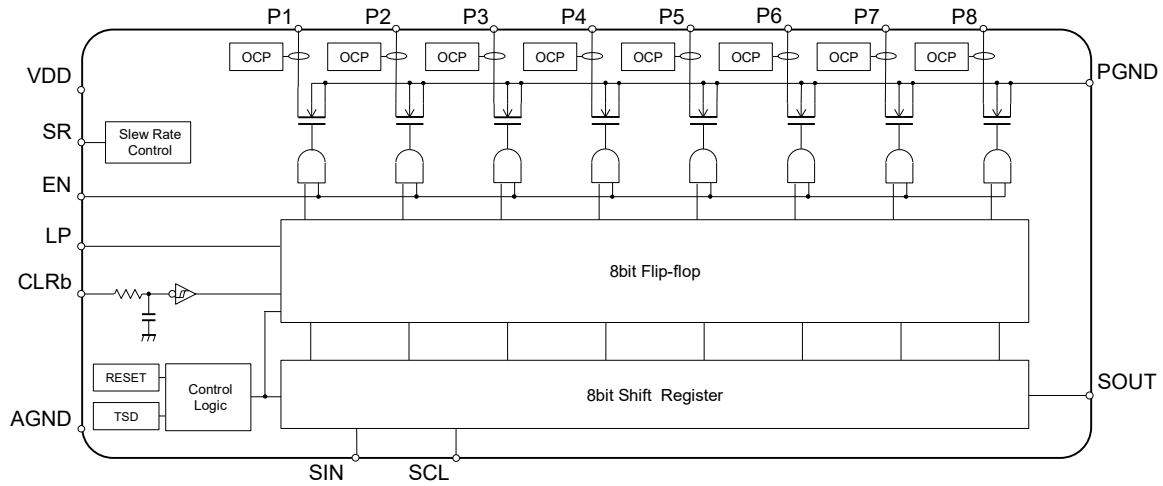 P1 P2 P3 P4 P5 P6 P7 P8
OCP OCP OCP OCP OCP OCP OCP OCP
VDD
PGND
SR
Slew Rate
Control
EN
LP
8bit Flip-flop
CLRb
RESET
Control
Logic
8bit Shift Register
SOUT
TSD
AGND
SIN SCL